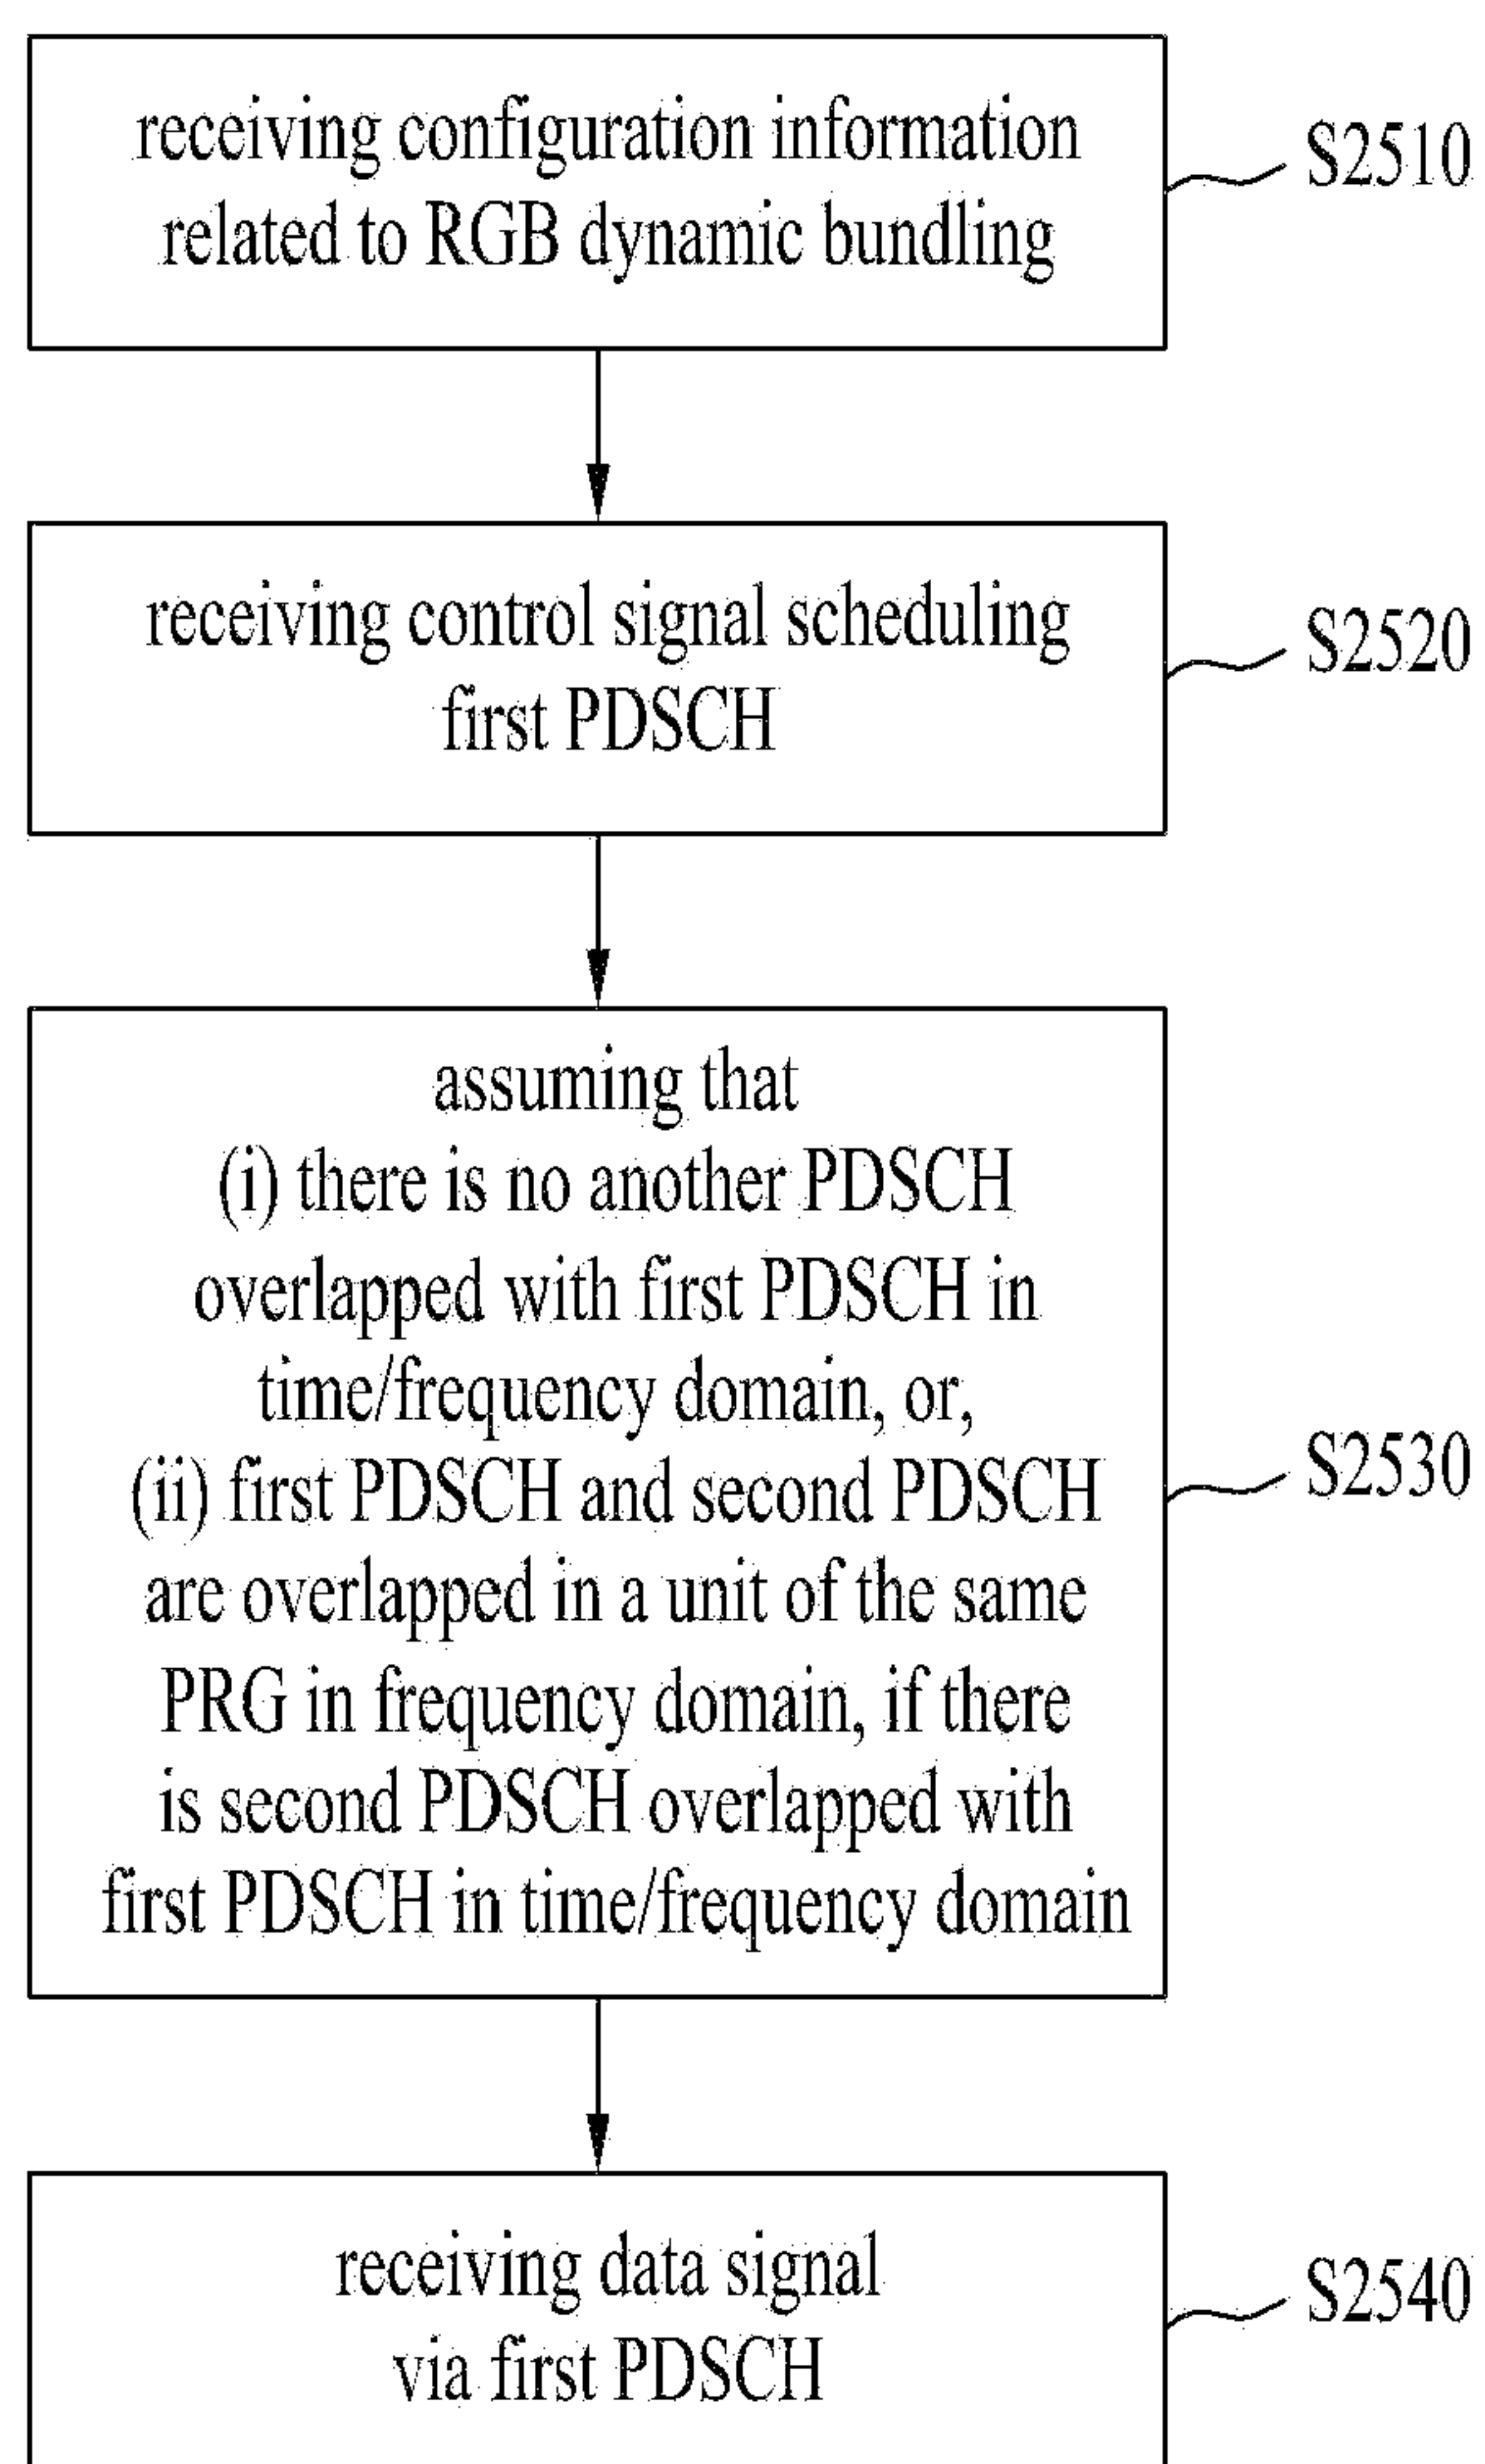 receiving configuration information
related to RGB dynamic bundling
S2510
receiving control signal scheduling
first PDSCH
S2520
assuming that
(i) there is no another PDSCH
overlapped with first PDSCH in
time/frequency domain, or,
(ii) first PDSCH and second PDSCH
are overlapped in a unit of the same
PRG in frequency domain, if there
is second PDSCH overlapped with
first PDSCH in time/frequency domain
S2530
receiving data signal
via first PDSCH
S2540